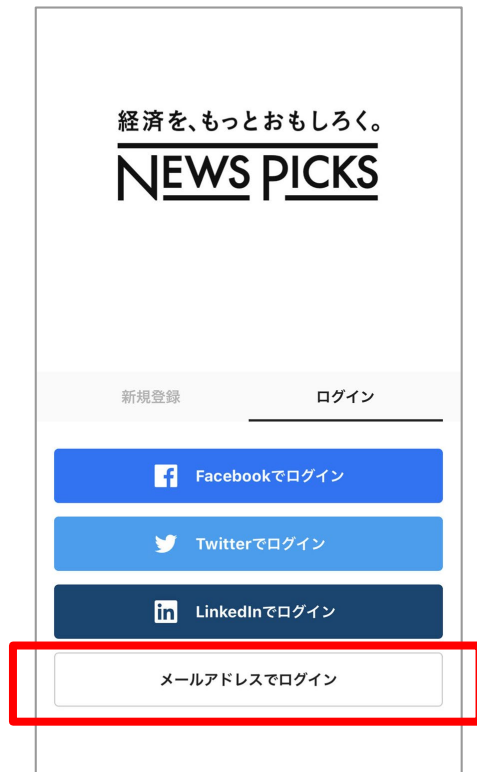 経済を、もっとおもしろく。
NEWS PICKS
新規登録
ログイン
Facebookでログイン
Twitterでログイン
LinkedInでログイン
メールアドレスでログイン